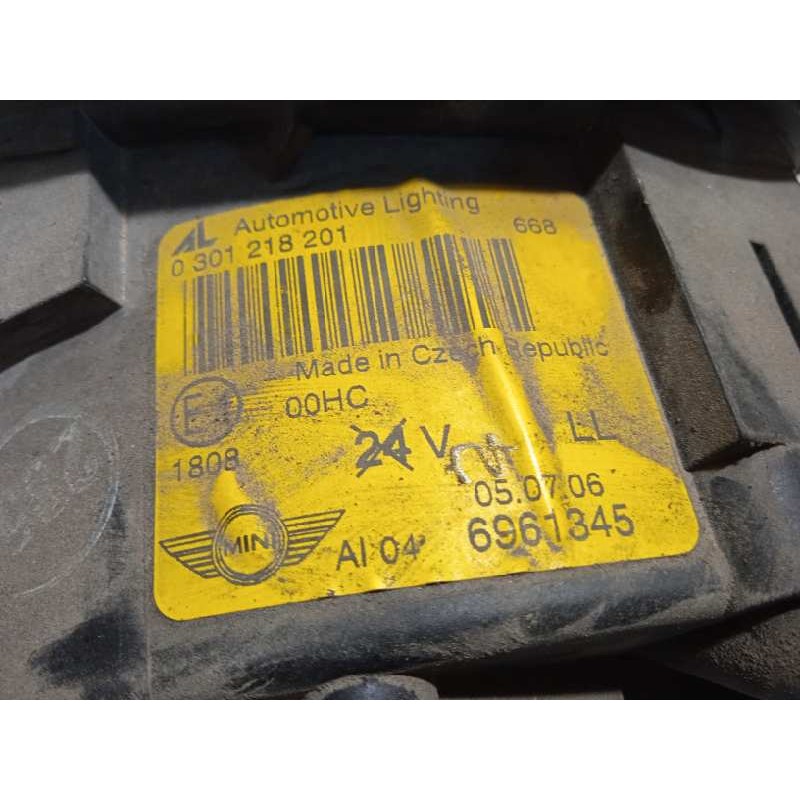 AL Automotive Lighting
0 301 218 201 668
Made in Czech Republic
E1 00HC
1808 24 V LL
05.07.06
MINI AI 04 6961345